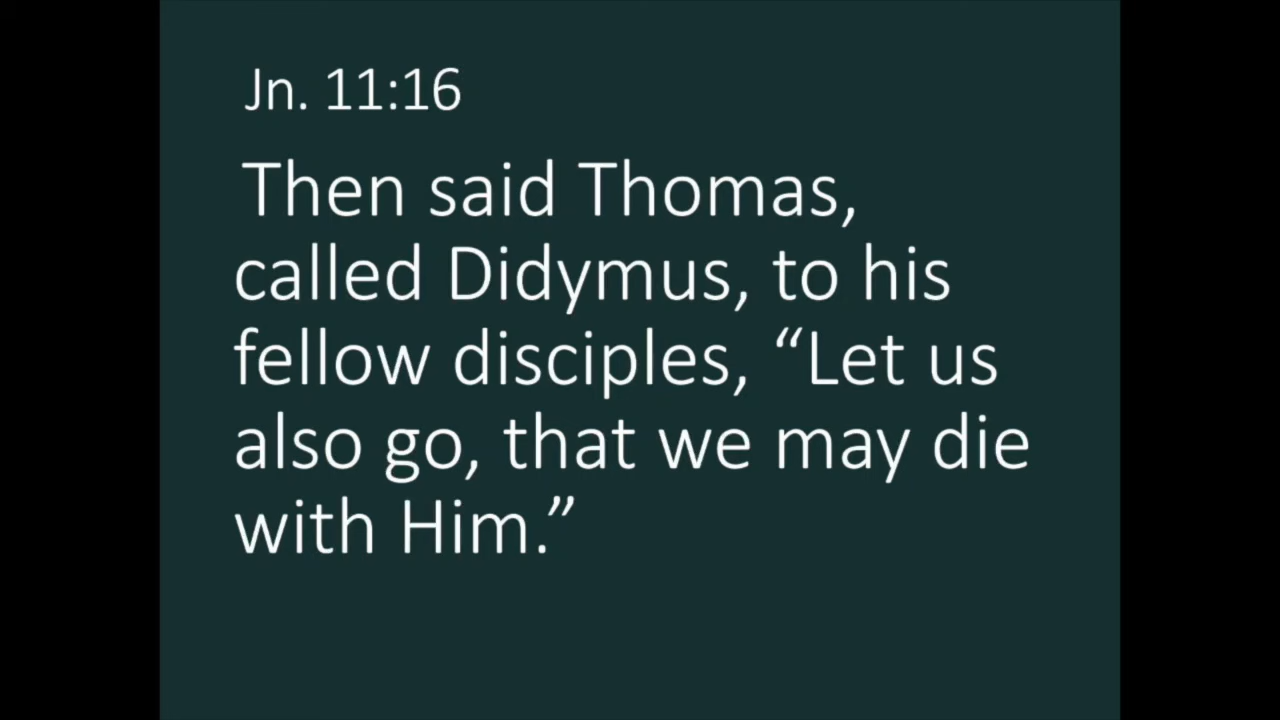 Jn. 11:16
Then said Thomas,
called Didymus, to his
fellow disciples, “Let us
also go, that we may die
with Him.”